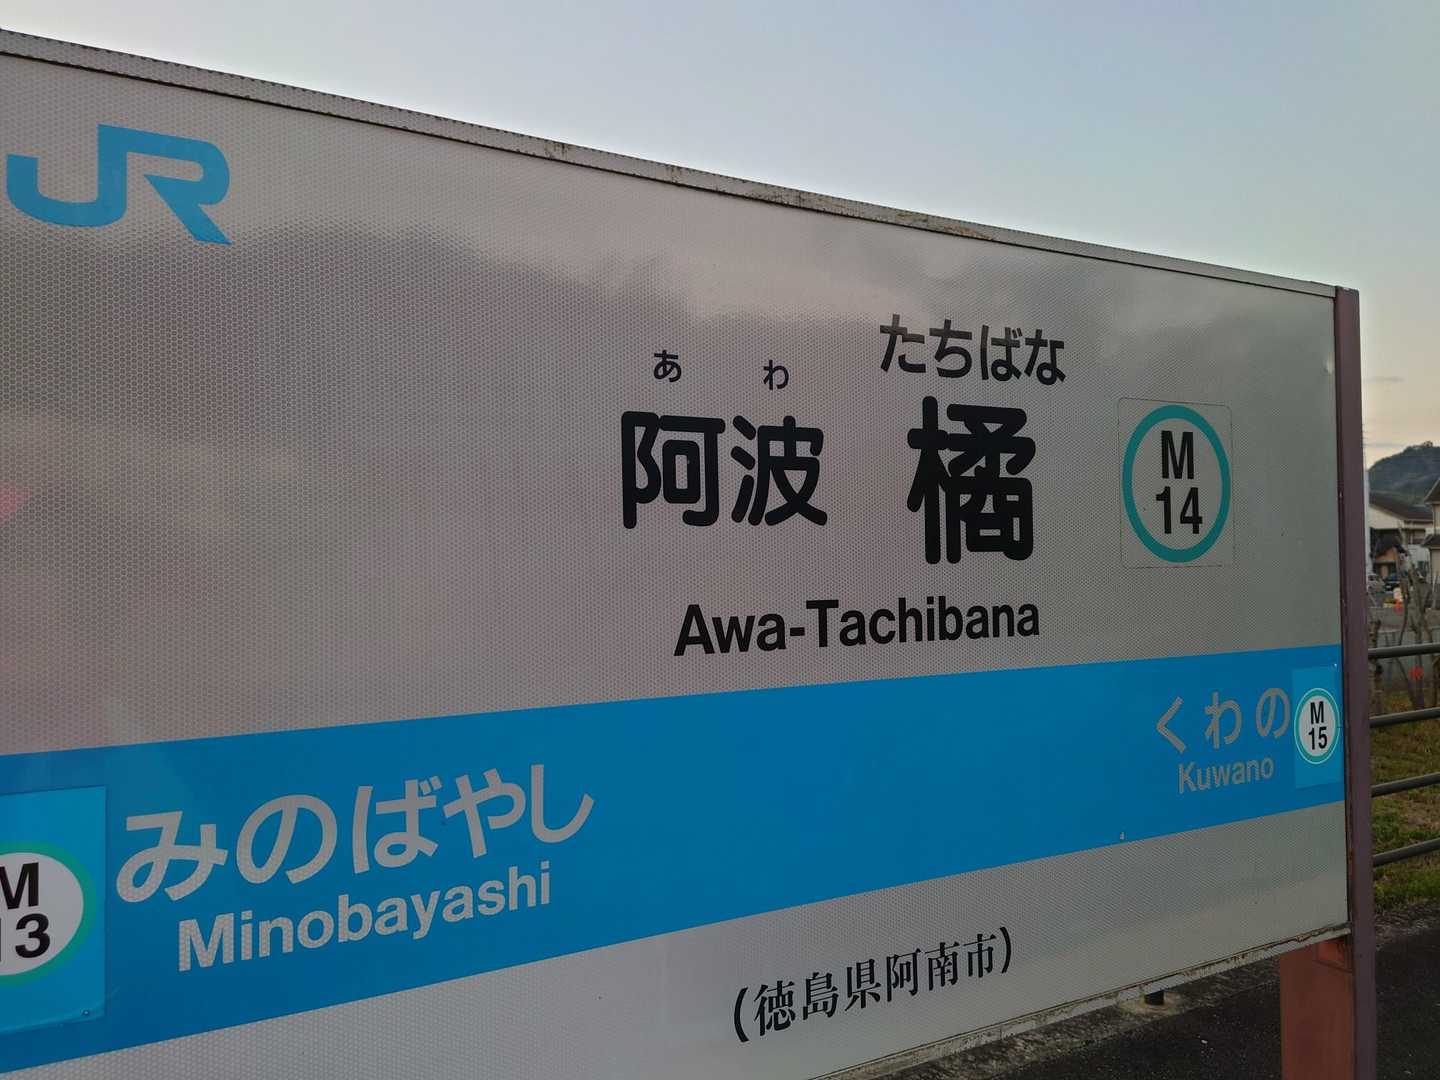 JR
あわ たちばな
阿波 橘
M
14
Awa-Tachibana
くわの
Kuwano
M
15
みのばやし
Minobayashi
M
13
(徳島県阿南市)